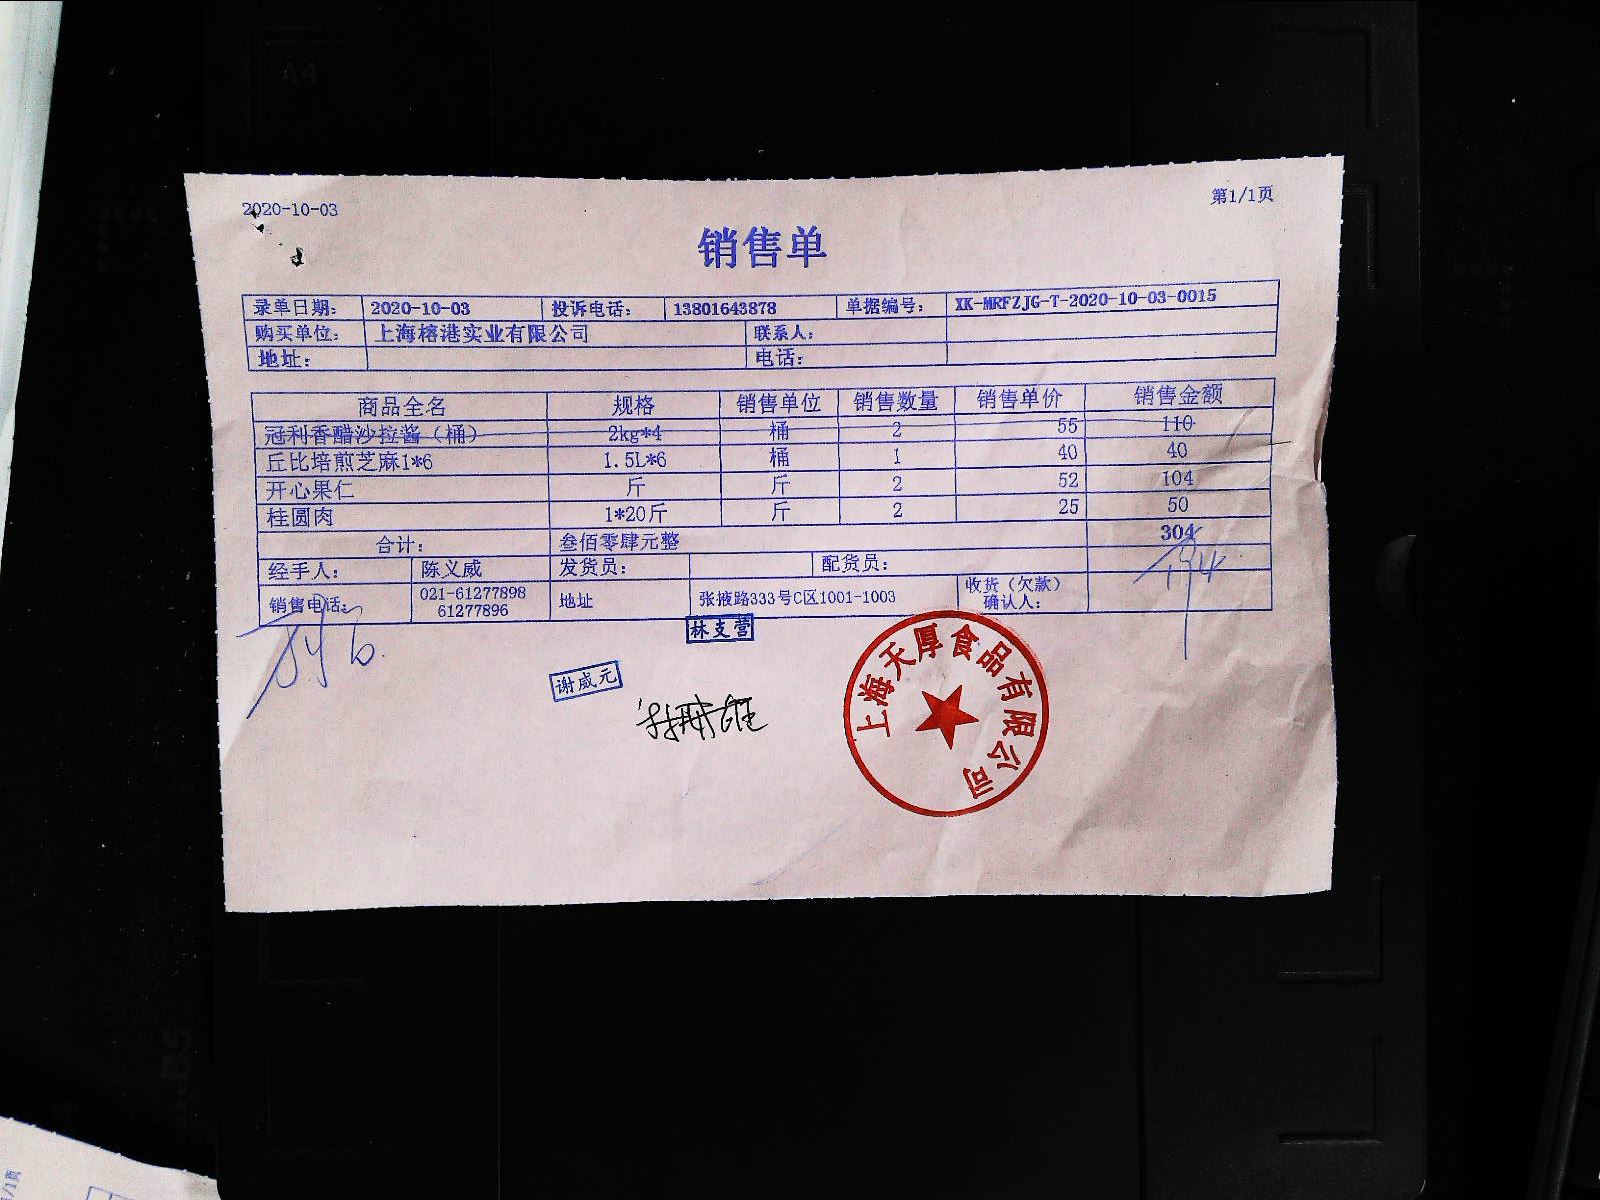 A4
2020-10-03 第1/1页
销售单
录单日期: 2020-10-03 投诉电话: 13801643878 单据编号: XK-MRFZJG-T-2020-10-03-0015
购买单位: 上海榕港实业有限公司 联系人:
地址: 电话:
商品全名 规格 销售单位 销售数量 销售单价 销售金额
冠利香醋沙拉酱（桶） 2kg*4 桶 2 55 110
丘比培煎芝麻1*6 1.5L*6 桶 1 40 40
开心果仁 斤 斤 2 52 104
桂圆肉 1*20斤 斤 2 25 50
合计: 叁佰零肆元整 304
经手人: 陈义威 发货员: 配货员:
194
销售电话: 021-61277898 61277896 地址 张掖路333号C区1001-1003 收货（欠款）确认人:
林支营
谢威元
上海天厚食品有限公司
1/1页